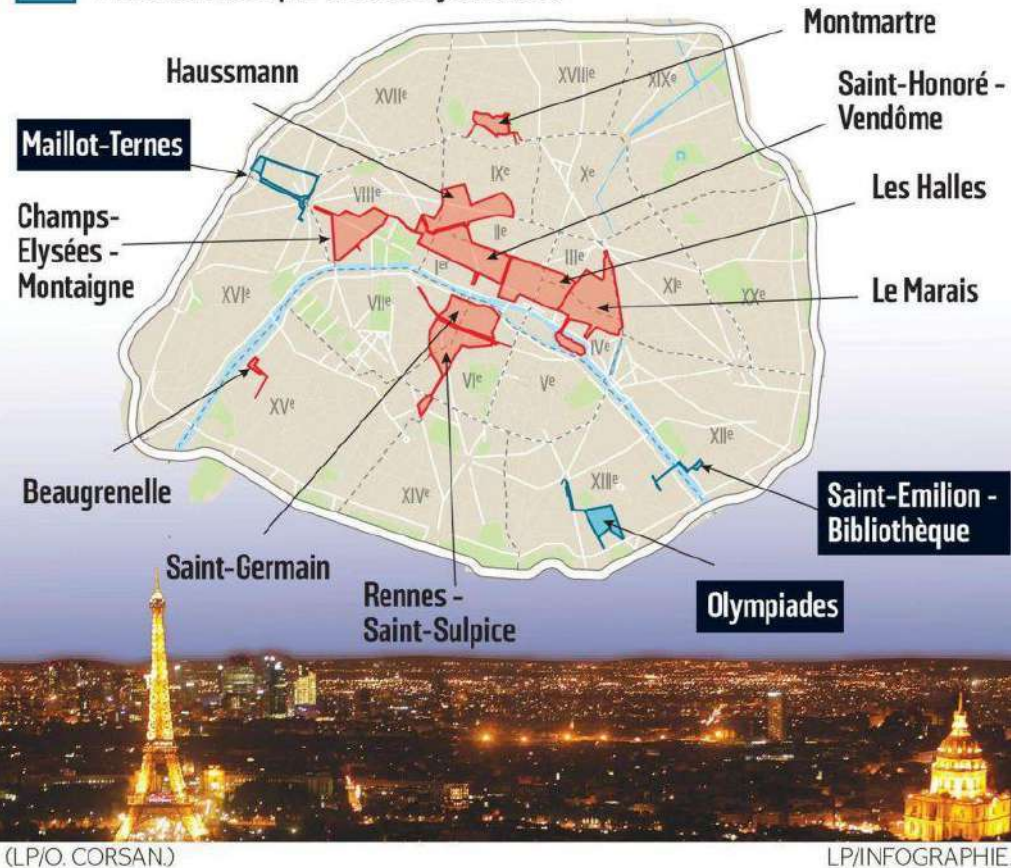 Montmartre
Haussmann
Saint-Honoré -
Vendôme
Maillot-Ternes
Les Halles
Champs-
Elysées -
Montaigne
Le Marais
XVIIe
XVIIIe
XIXe
IXe
Xe
VIIIe
IIe
IIIe
Ier
XIe
XXe
XVIe
VIIe
IVe
VIe
Ve
XVe
XIIe
XIIIe
XIVe
Beaugrenelle
Saint-Emilion -
Bibliothèque
Saint-Germain
Rennes -
Saint-Sulpice
Olympiades
(LP/O. CORSAN.)
LP/INFOGRAPHIE